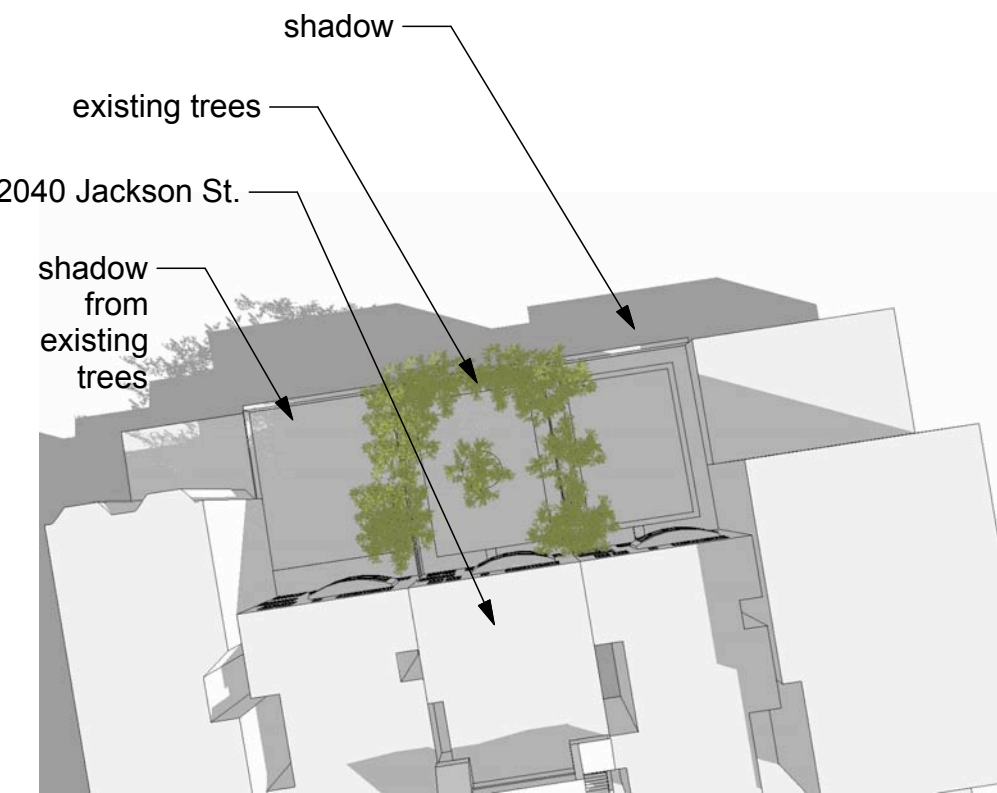 shadow
existing trees
2040 Jackson St.
shadow
from
existing
trees